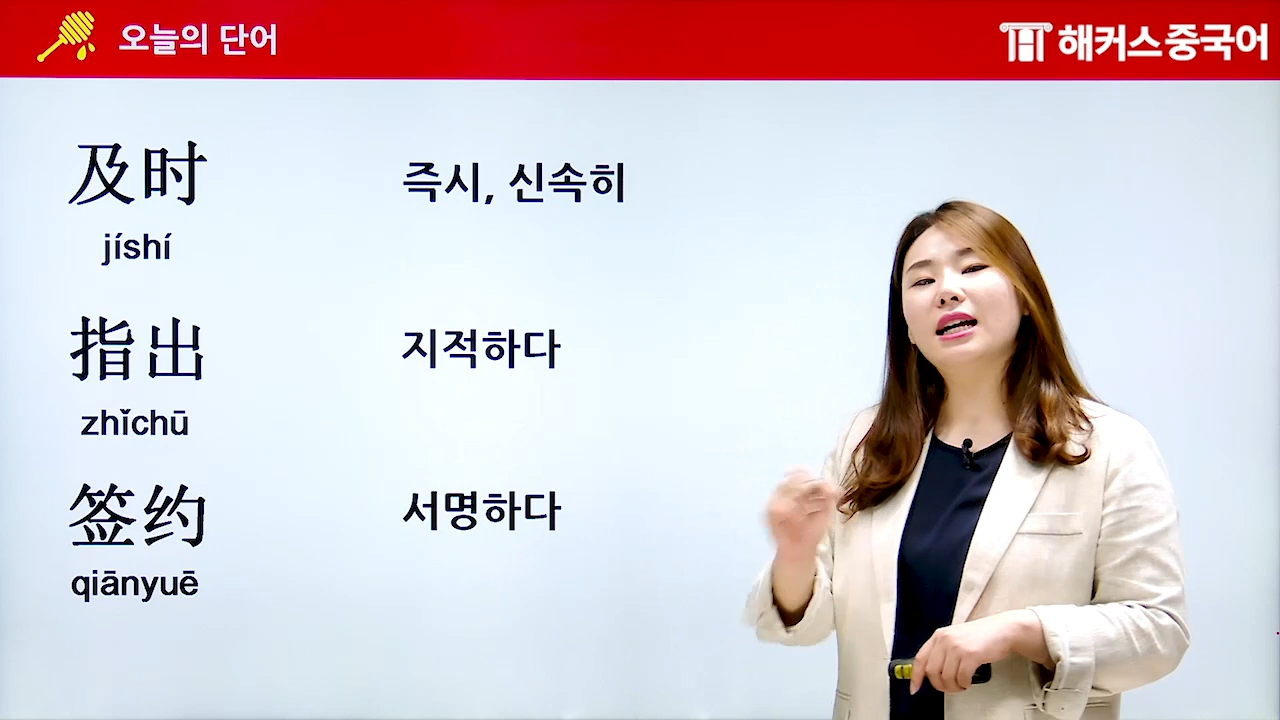 오늘의 단어
해커스중국어
及时
즉시, 신속히
jíshí
指出
지적하다
zhǐchū
签约
서명하다
qiānyuē